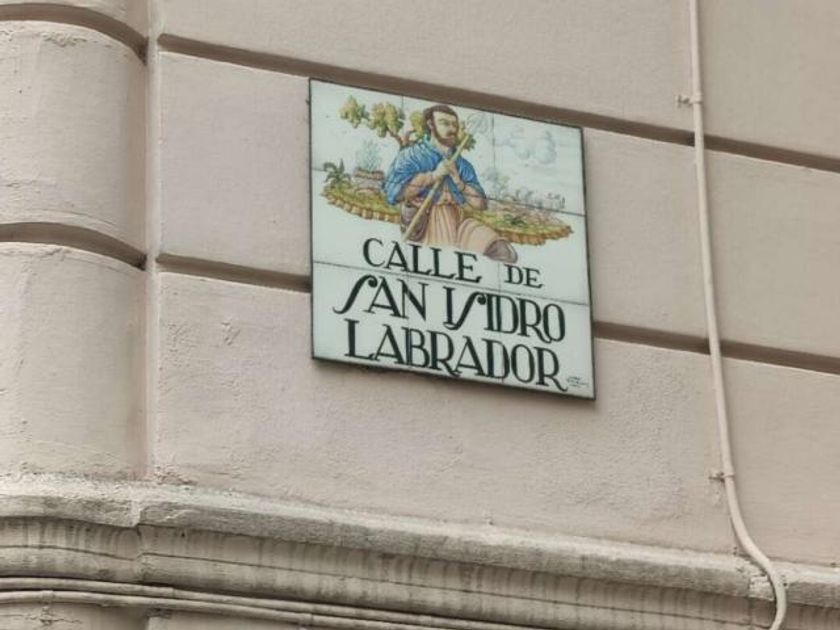 CALLE DE
SAN ISIDRO
LABRADOR